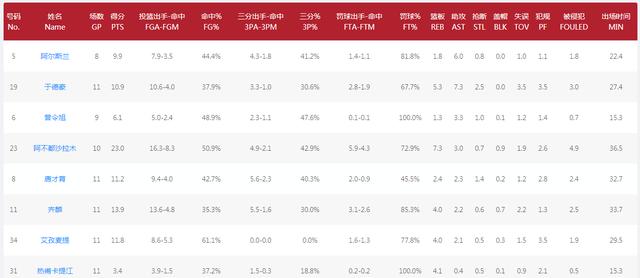 号码 姓名 场数 得分 投篮出手-命中 命中% 三分出手-命中 三分% 罚球出手-命中 罚球% 篮板 助攻 抢断 盖帽 失误 犯规 被侵犯 出场时间
No. Name GP PTS FGA-FGM FG% 3PA-3PM 3P% FTA-FTM FT% REB AST STL BLK TOV PF FOULED MIN
5 阿尔斯兰 8 9.9 7.9-3.5 44.4% 4.3-1.8 41.2% 1.4-1.1 81.8% 1.8 6.0 0.8 0.0 1.0 1.1 1.5 22.4
19 于德豪 11 10.9 10.6-4.0 37.9% 3.3-1.0 30.6% 2.8-1.9 67.7% 5.3 7.3 2.5 0.0 3.5 3.5 3.0 27.4
6 曾令旭 9 6.1 5.0-2.4 48.9% 2.3-1.1 47.6% 0.1-0.1 100.0% 1.3 3.3 1.0 0.1 1.2 1.4 0.7 15.3
23 阿不都沙拉木 10 23.0 16.3-8.3 50.9% 4.9-2.1 42.9% 5.9-4.3 72.9% 7.3 3.0 0.7 0.9 1.9 2.6 4.9 36.5
8 唐才育 11 11.2 9.4-4.0 42.7% 5.6-2.3 40.3% 2.0-0.9 45.5% 2.4 2.3 1.4 0.2 1.2 2.8 2.4 32.7
11 齐麟 11 13.9 13.6-4.8 35.3% 5.5-1.6 30.0% 3.1-2.6 85.3% 4.0 2.2 0.6 0.7 2.2 1.3 2.5 33.7
34 艾孜麦提 11 11.8 8.6-5.3 61.1% 0.0-0.0 0.0% 1.6-1.3 77.8% 4.0 2.1 0.5 0.3 1.5 3.5 1.9 29.5
31 热甫卡提江 11 3.4 3.9-1.5 37.2% 1.5-0.3 18.8% 0.2-0.2 100.0% 4.1 0.4 0.5 0.1 0.9 2.1 0.5 15.3